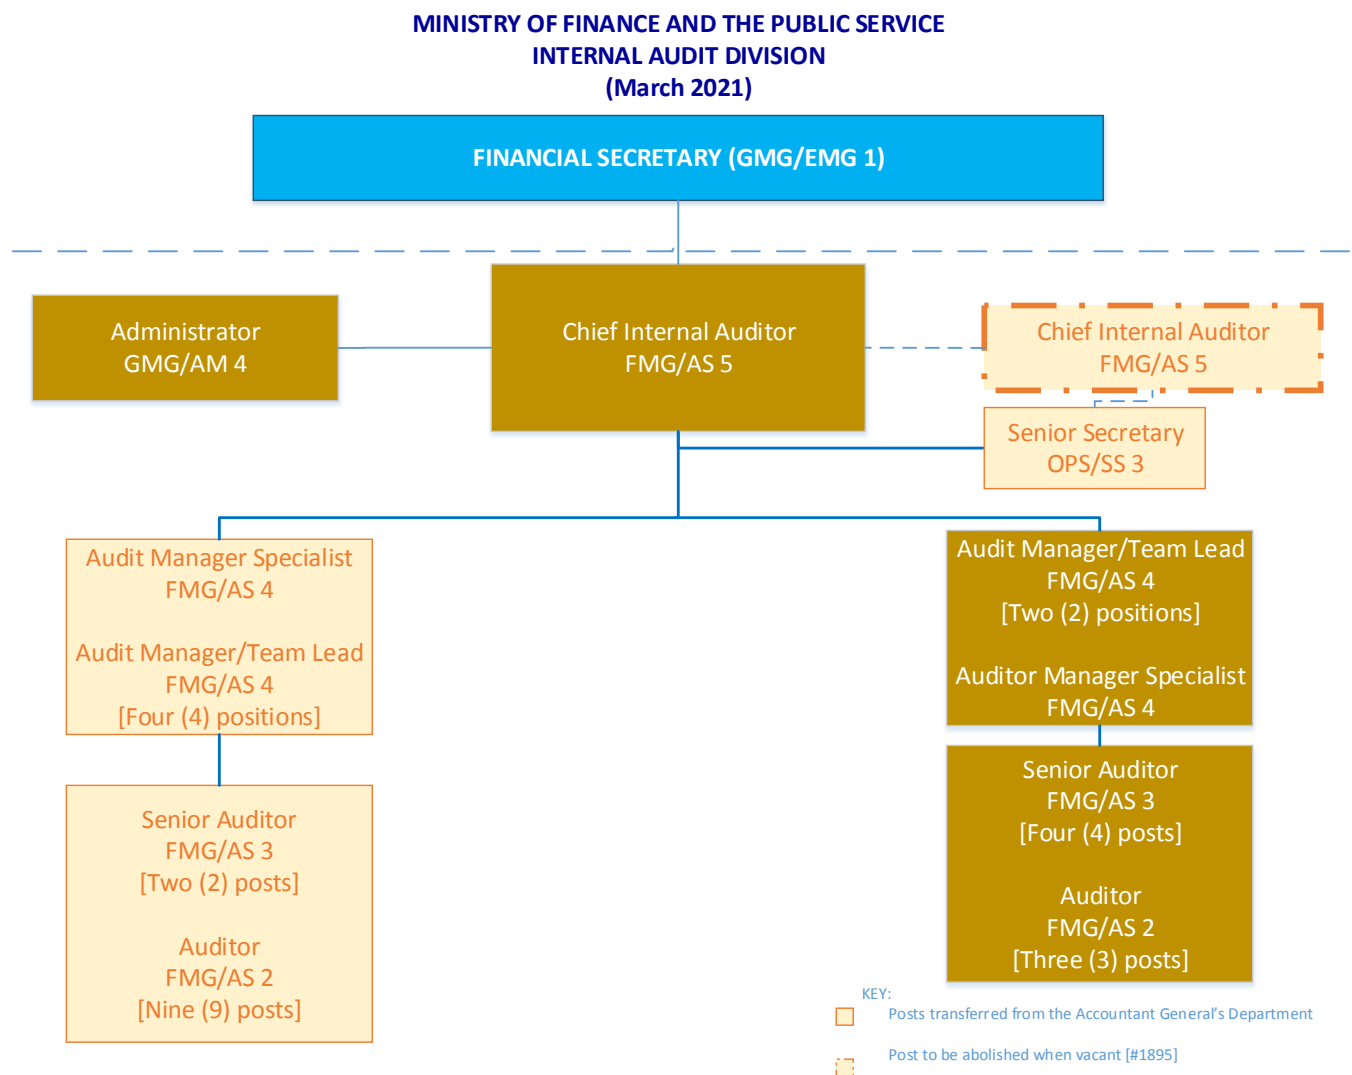 MINISTRY OF FINANCE AND THE PUBLIC SERVICE
INTERNAL AUDIT DIVISION
(March 2021)
FINANCIAL SECRETARY (GMG/EMG 1)
Administrator
GMG/AM 4
Chief Internal Auditor
FMG/AS 5
Chief Internal Auditor
FMG/AS 5
Senior Secretary
OPS/SS 3
Audit Manager Specialist
FMG/AS 4
Audit Manager/Team Lead
FMG/AS 4
[Four (4) positions]
Audit Manager/Team Lead
FMG/AS 4
[Two (2) positions]
Auditor Manager Specialist
FMG/AS 4
Senior Auditor
FMG/AS 3
[Two (2) posts]
Auditor
FMG/AS 2
[Nine (9) posts]
Senior Auditor
FMG/AS 3
[Four (4) posts]
Auditor
FMG/AS 2
[Three (3) posts]
KEY:
Posts transferred from the Accountant General’s Department
Post to be abolished when vacant [#1895]